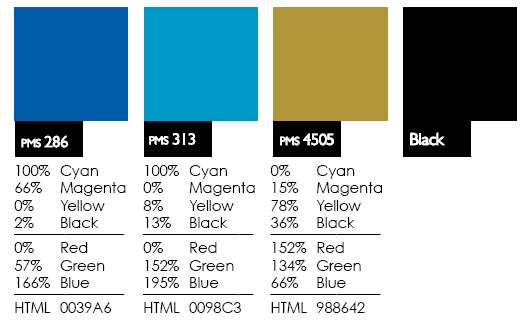 PMS 286
100% Cyan
66% Magenta
0% Yellow
2% Black
0% Red
57% Green
166% Blue
HTML 0039A6
PMS 313
100% Cyan
0% Magenta
8% Yellow
13% Black
0% Red
152% Green
195% Blue
HTML 0098C3
PMS 4505
0% Cyan
15% Magenta
78% Yellow
36% Black
152% Red
134% Green
66% Blue
HTML 988642
Black